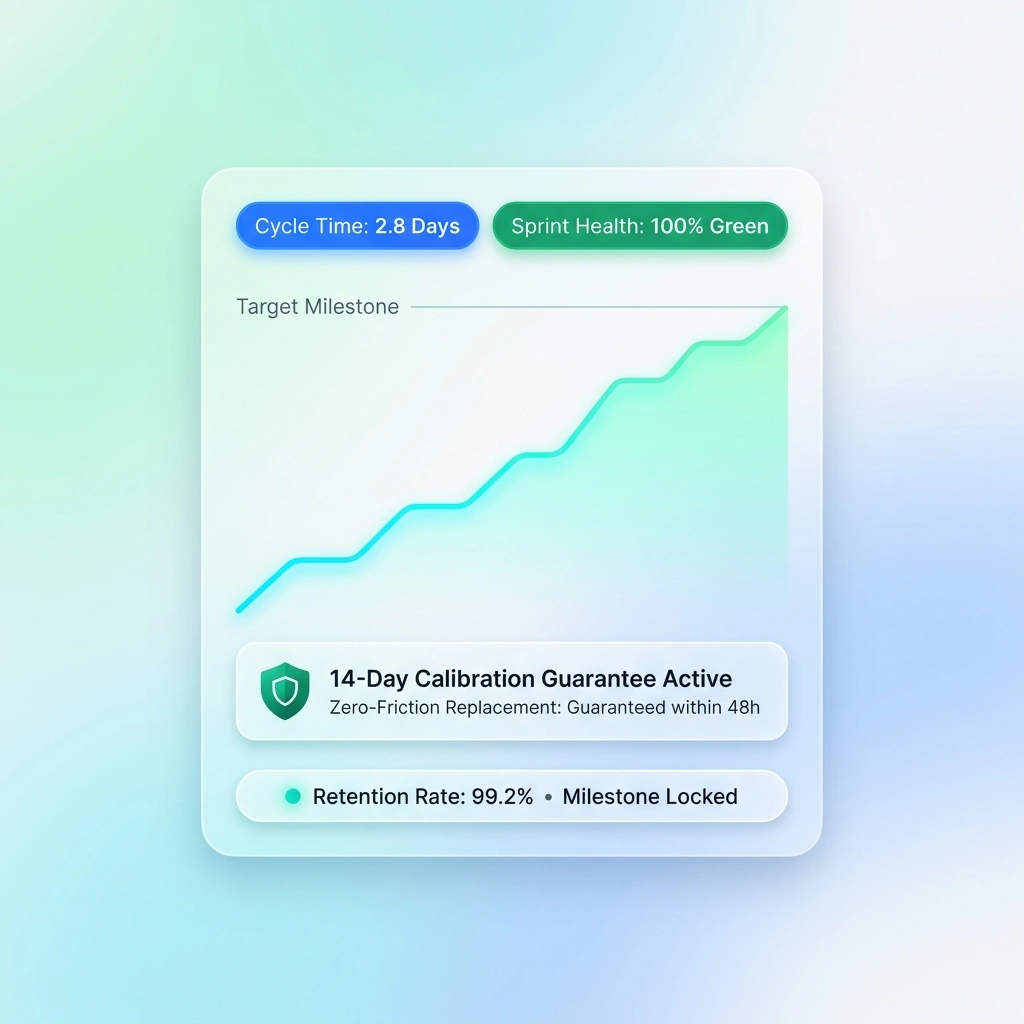 Cycle Time: 2.8 Days
Sprint Health: 100% Green
Target Milestone
14-Day Calibration Guarantee Active
Zero-Friction Replacement: Guaranteed within 48h
Retention Rate: 99.2% • Milestone Locked